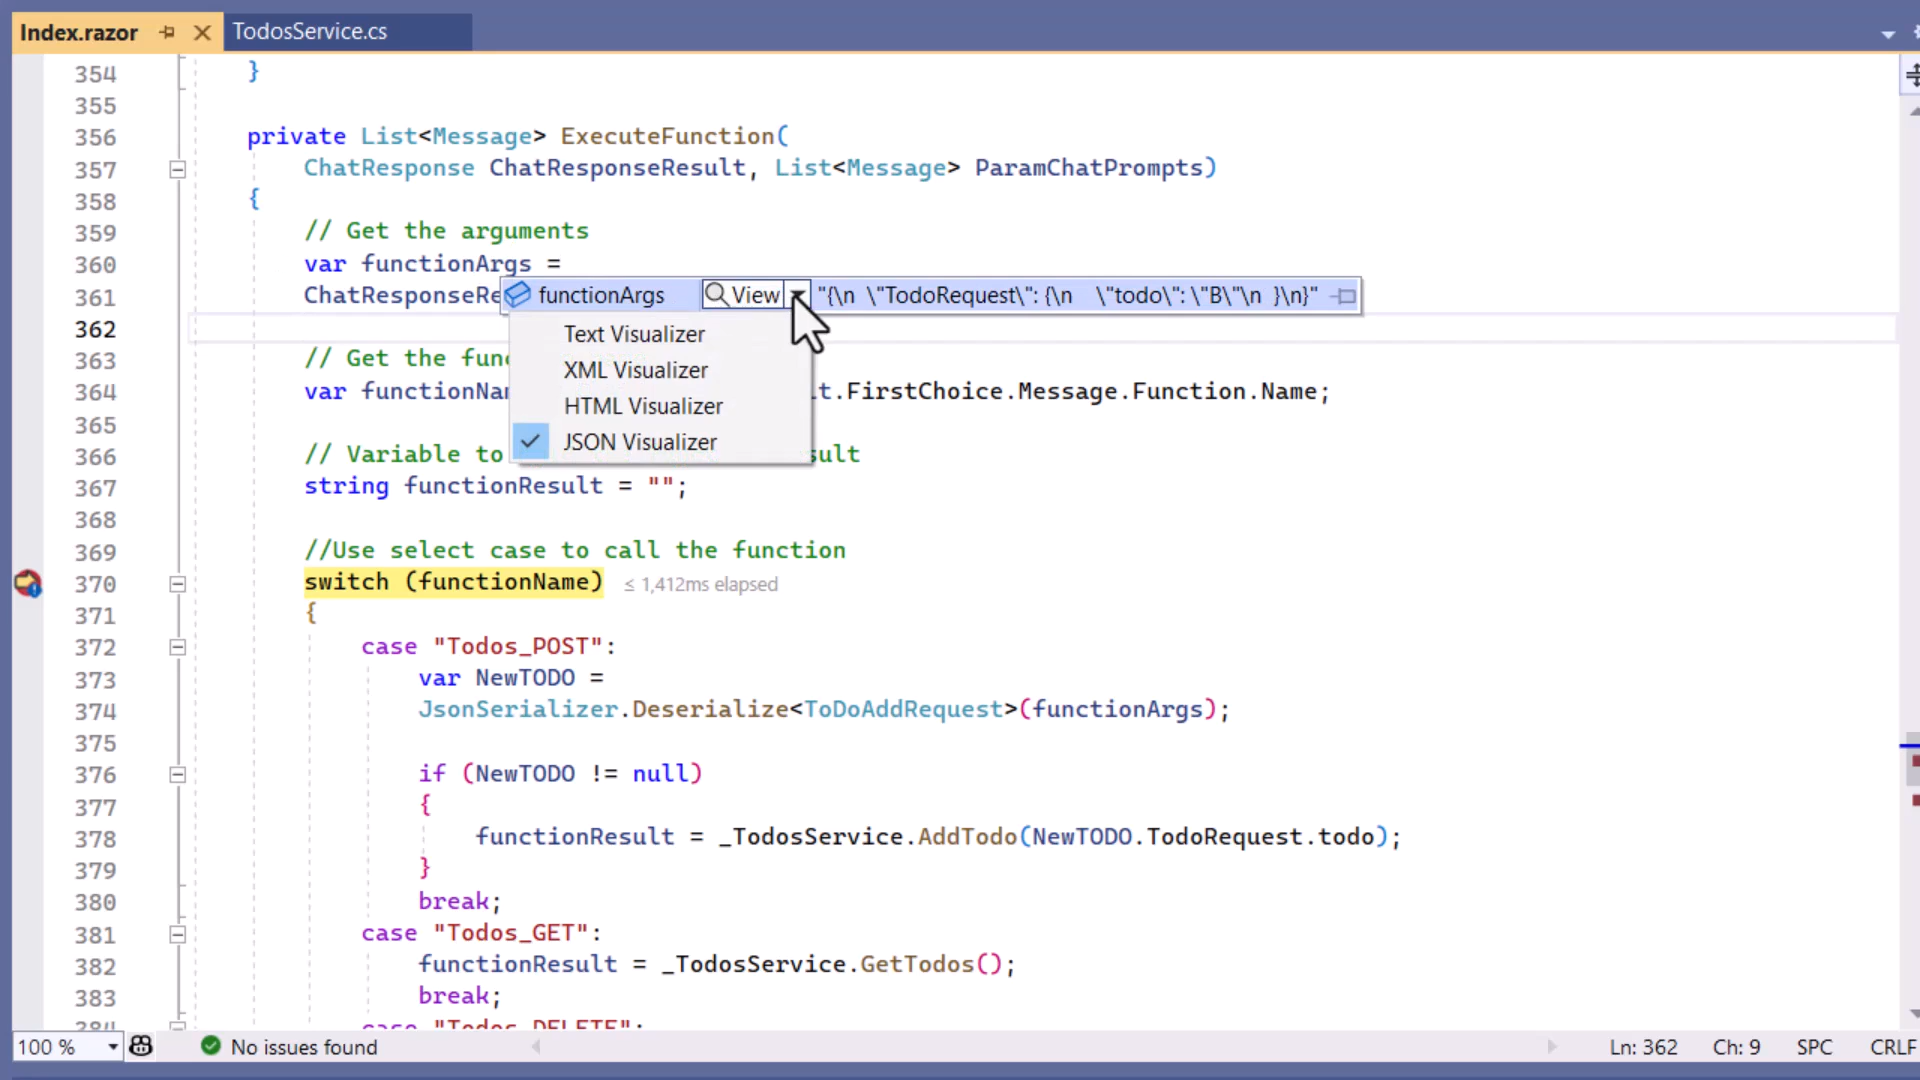 Index.razor
TodosService.cs
354 }
355
356 private List<Message> ExecuteFunction(
357 ChatResponse ChatResponseResult, List<Message> ParamChatPrompts)
358 {
359 // Get the arguments
360 var functionArgs =
361 ChatResponseRe
functionArgs View "{\n \"TodoRequest\": {\n    \"todo\": \"B\"\n  }\n}"
362
Text Visualizer
XML Visualizer
HTML Visualizer
JSON Visualizer
363 // Get the fun
364 var functionNa t.FirstChoice.Message.Function.Name;
365
366 // Variable to sult
367 string functionResult = "";
368
369 //Use select case to call the function
370 switch (functionName) ≤ 1,412ms elapsed
371 {
372 case "Todos_POST":
373 var NewTODO =
374 JsonSerializer.Deserialize<ToDoAddRequest>(functionArgs);
375
376 if (NewTODO != null)
377 {
378 functionResult = _TodosService.AddTodo(NewTODO.TodoRequest.todo);
379 }
380 break;
381 case "Todos_GET":
382 functionResult = _TodosService.GetTodos();
383 break;
384 case "Todos_DELETE":
100 %
No issues found
Ln: 362
Ch: 9
SPC
CRLF